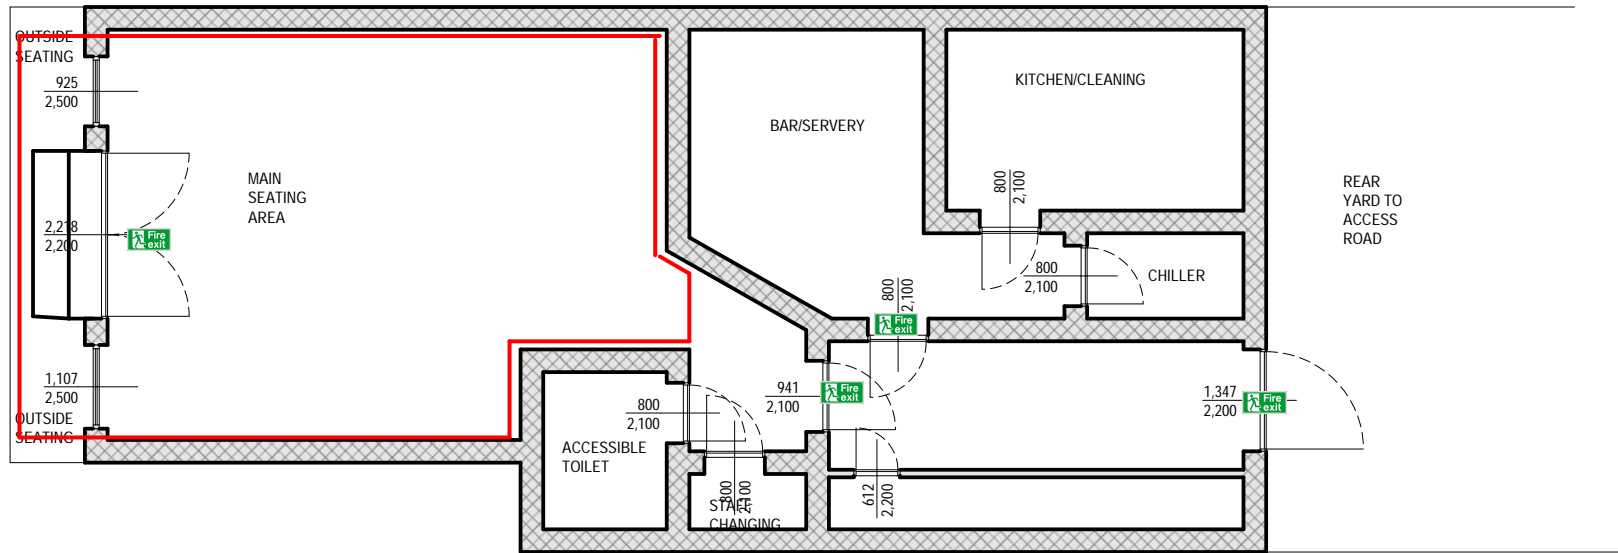 OUTSIDE
SEATING
925
2,500
MAIN
SEATING
AREA
2,218
2,200
Fire
exit
1,107
2,500
OUTSIDE
SEATING
BAR/SERVERY
KITCHEN/CLEANING
800
2,100
800
2,100
CHILLER
800
2,100
Fire
exit
REAR
YARD TO
ACCESS
ROAD
941
2,100
Fire
exit
1,347
2,200
Fire
exit
800
2,100
ACCESSIBLE
TOILET
800
2,100
STAFF
CHANGING
612
2,200